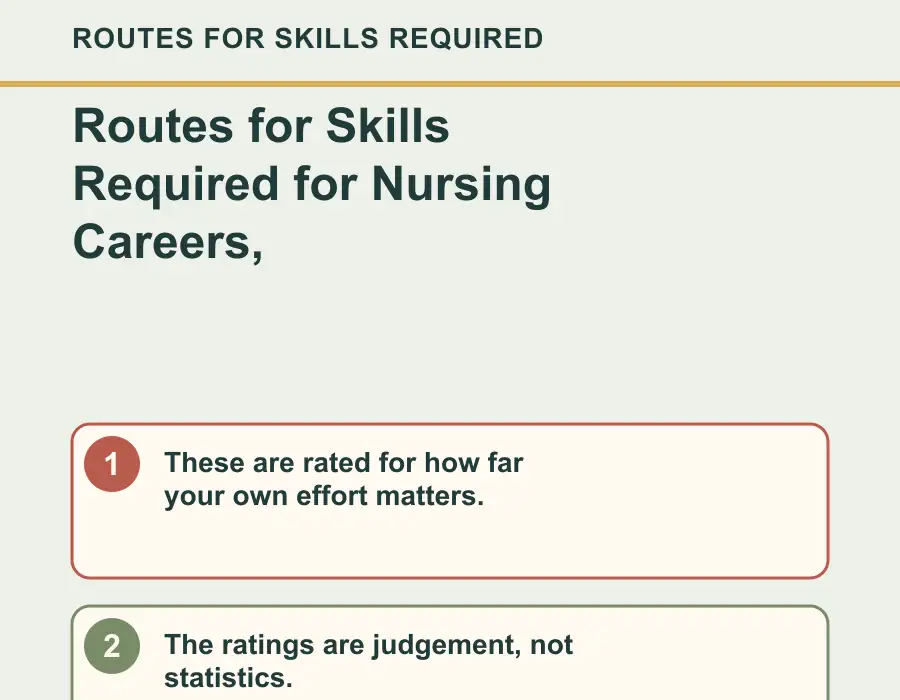 ROUTES FOR SKILLS REQUIRED
Routes for Skills
Required for Nursing
Careers,
1
These are rated for how far
your own effort matters.
2
The ratings are judgement, not
statistics.